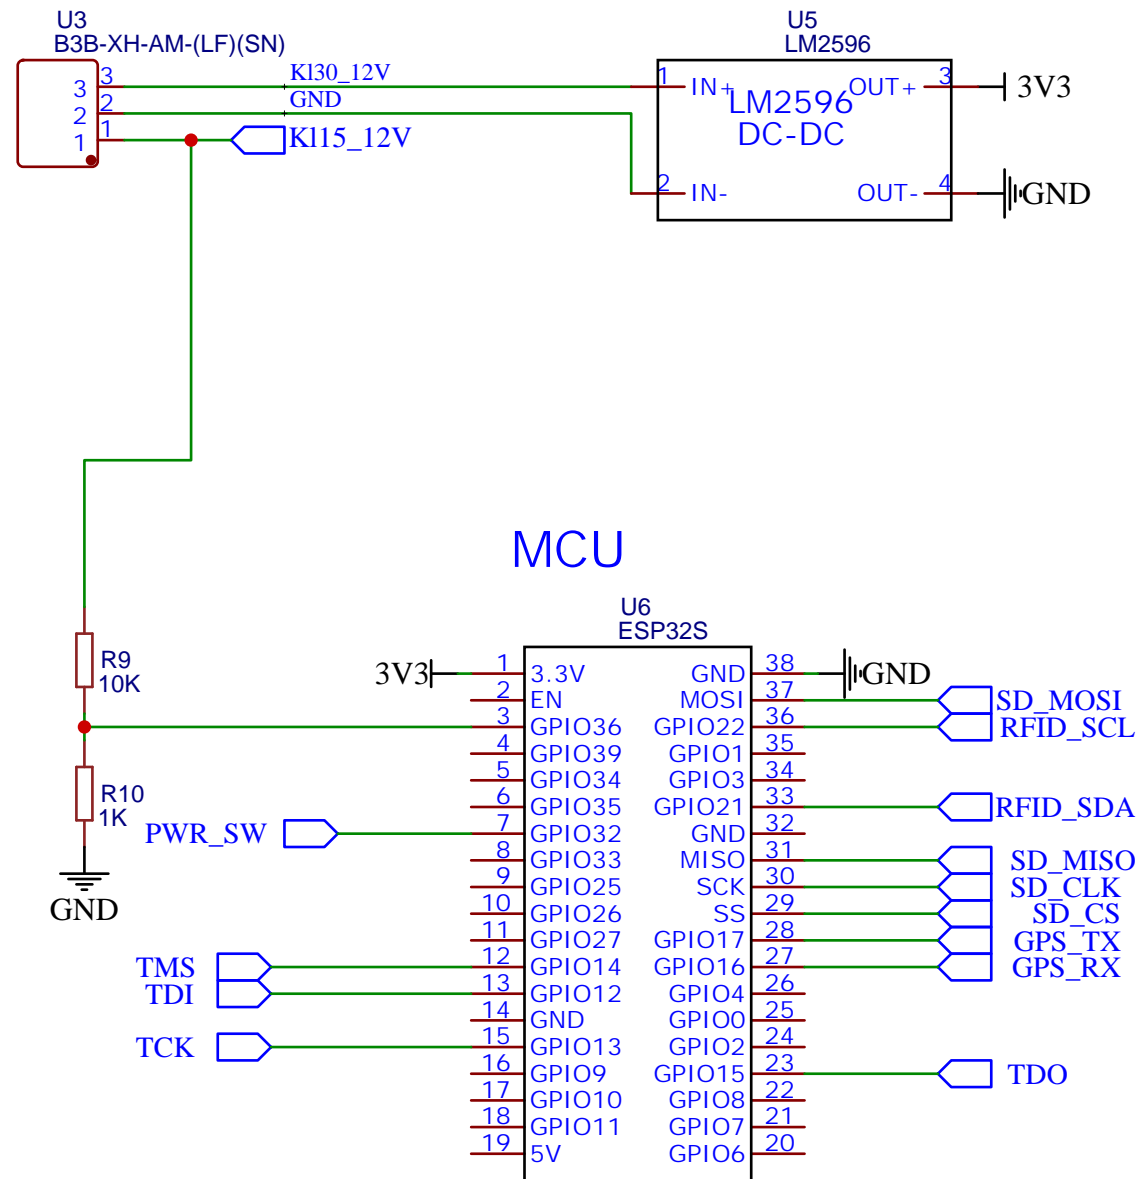 U3
B3B-XH-AM-(LF)(SN)
3 3 Kl30_12V
2 2 GND
1 1 Kl15_12V
U5
LM2596
1 IN+ OUT+ 3 3V3
LM2596
DC-DC
2 IN- OUT- 4 GND
MCU
U6
ESP32S
R9
10K
R10
1K
GND
3V3 1 3.3V GND 38 GND
2 EN MOSI 37 SD_MOSI
3 GPIO36 GPIO22 36 RFID_SCL
4 GPIO39 GPIO1 35
5 GPIO34 GPIO3 34
6 GPIO35 GPIO21 33 RFID_SDA
PWR_SW 7 GPIO32 GND 32
8 GPIO33 MISO 31 SD_MISO
9 GPIO25 SCK 30 SD_CLK
10 GPIO26 SS 29 SD_CS
11 GPIO27 GPIO17 28 GPS_TX
TMS 12 GPIO14 GPIO16 27 GPS_RX
TDI 13 GPIO12 GPIO4 26
14 GND GPIO0 25
TCK 15 GPIO13 GPIO2 24
16 GPIO9 GPIO15 23 TDO
17 GPIO10 GPIO8 22
18 GPIO11 GPIO7 21
19 5V GPIO6 20